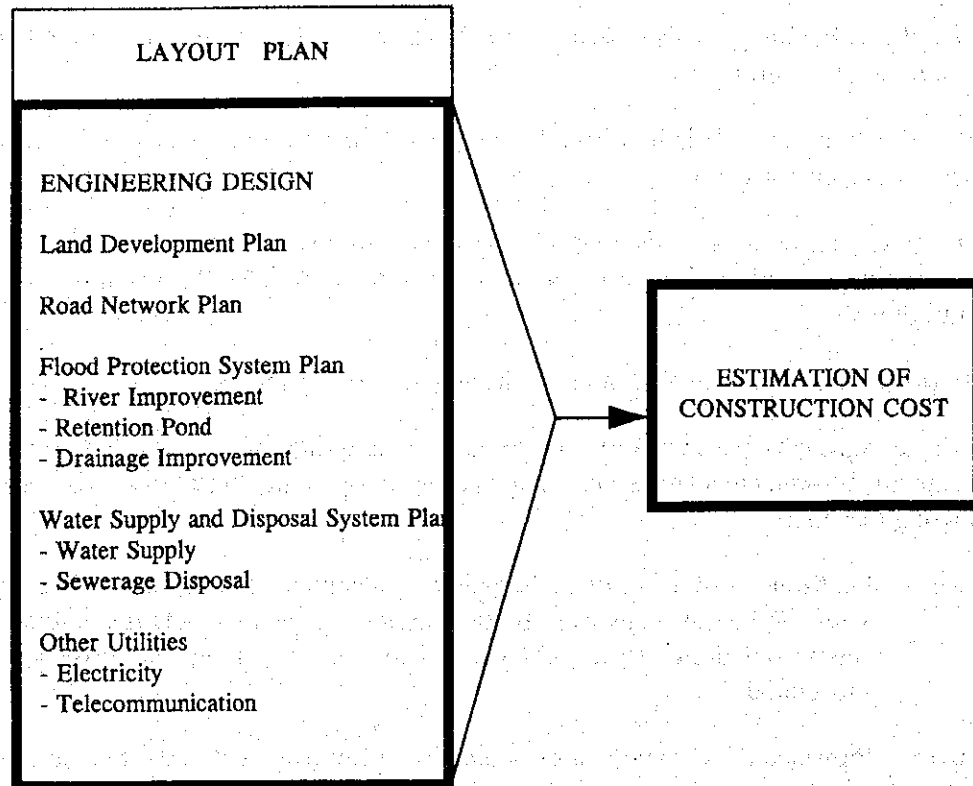 LAYOUT PLAN
ENGINEERING DESIGN
Land Development Plan
Road Network Plan
Flood Protection System Plan
- River Improvement
- Retention Pond
- Drainage Improvement
Water Supply and Disposal System Pla
- Water Supply
- Sewerage Disposal
Other Utilities
- Electricity
- Telecommunication
ESTIMATION OF
CONSTRUCTION COST